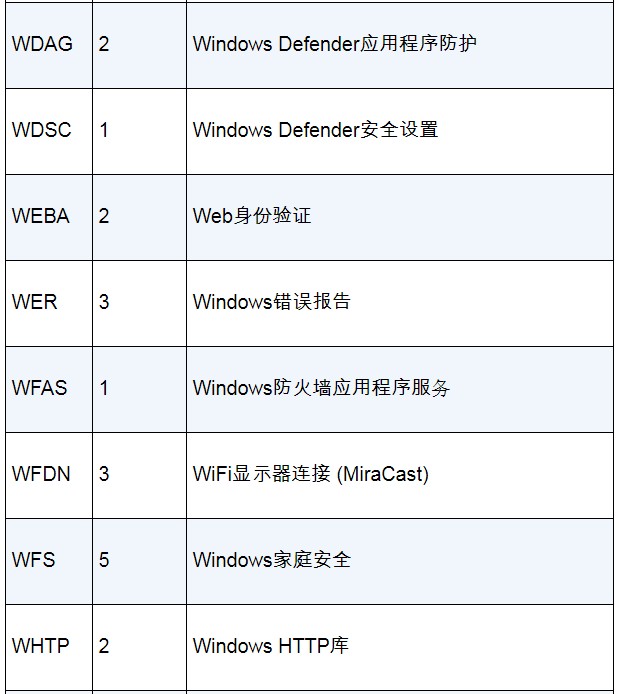 WDAG 2 Windows Defender应用程序防护
WDSC 1 Windows Defender安全设置
WEBA 2 Web身份验证
WER 3 Windows错误报告
WFAS 1 Windows防火墙应用程序服务
WFDN 3 WiFi显示器连接 (MiraCast)
WFS 5 Windows家庭安全
WHTP 2 Windows HTTP库